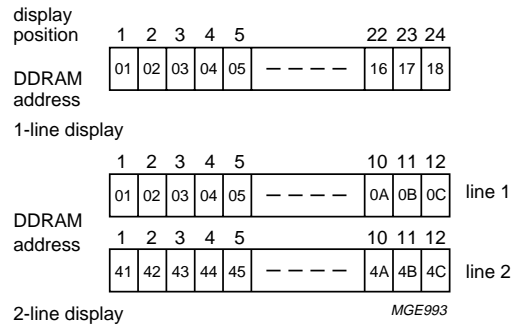 display
position 1 2 3 4 5 22 23 24
DDRAM
address 01 02 03 04 05 16 17 18
1-line display
1 2 3 4 5 10 11 12
01 02 03 04 05 0A 0B 0C line 1
DDRAM
address
1 2 3 4 5 10 11 12
41 42 43 44 45 4A 4B 4C line 2
2-line display MGE993